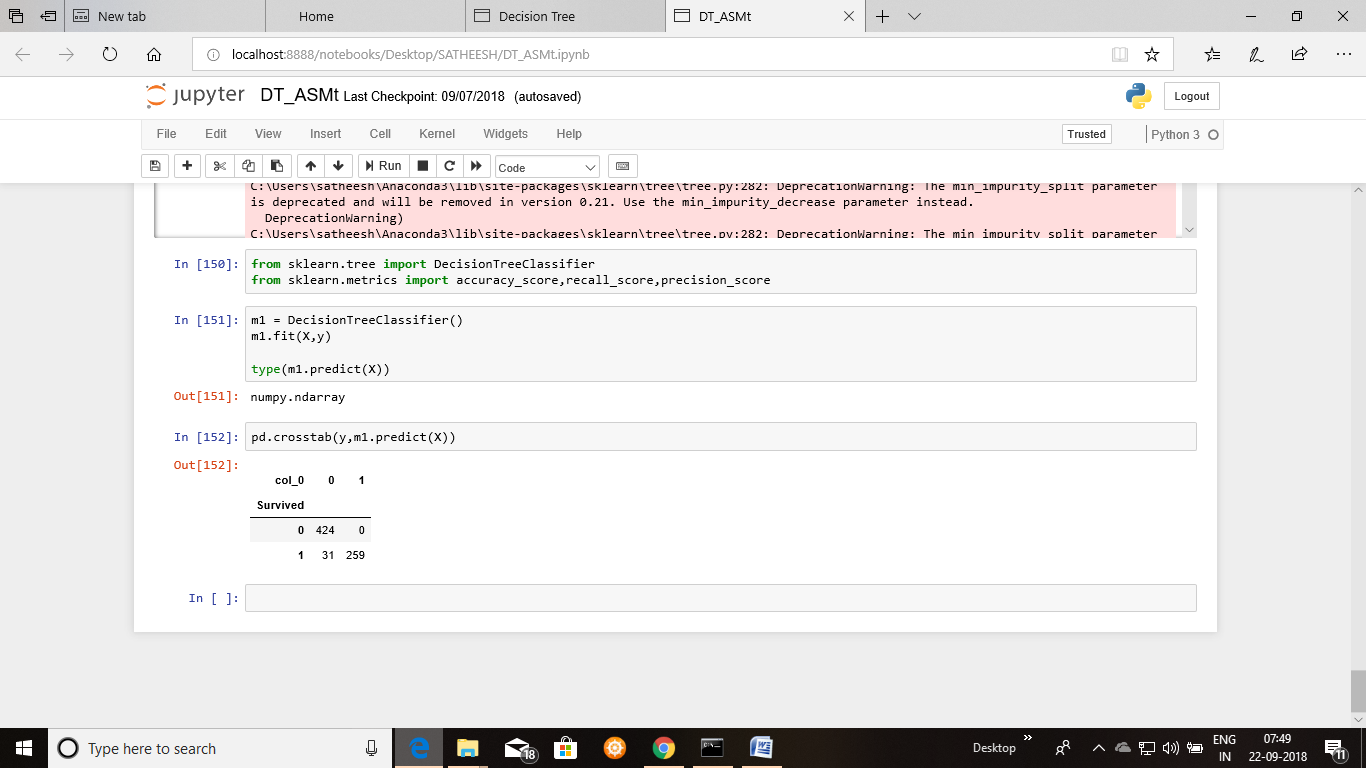 New tab
Home
Decision Tree
DT_ASMt
localhost:8888/notebooks/Desktop/SATHEESH/DT_ASMt.ipynb
jupyter DT_ASMt Last Checkpoint: 09/07/2018 (autosaved)
Logout
File Edit View Insert Cell Kernel Widgets Help
Trusted
Python 3
Run
Code
C:\Users\satheesh\Anaconda3\lib\site-packages\sklearn\tree\tree.py:282: DeprecationWarning: The min_impurity_split parameter
is deprecated and will be removed in version 0.21. Use the min_impurity_decrease parameter instead.
DeprecationWarning)
C:\Users\satheesh\Anaconda3\lib\site-packages\sklearn\tree\tree.py:282: DeprecationWarning: The min_impurity_split parameter
In [150]: from sklearn.tree import DecisionTreeClassifier
from sklearn.metrics import accuracy_score,recall_score,precision_score
In [151]: m1 = DecisionTreeClassifier()
m1.fit(X,y)
type(m1.predict(X))
Out[151]: numpy.ndarray
In [152]: pd.crosstab(y,m1.predict(X))
Out[152]:
col_0 0 1
Survived
0 424 0
1 31 259
In [ ]:
Type here to search
18
Desktop
ENG
IN
07:49
22-09-2018
11